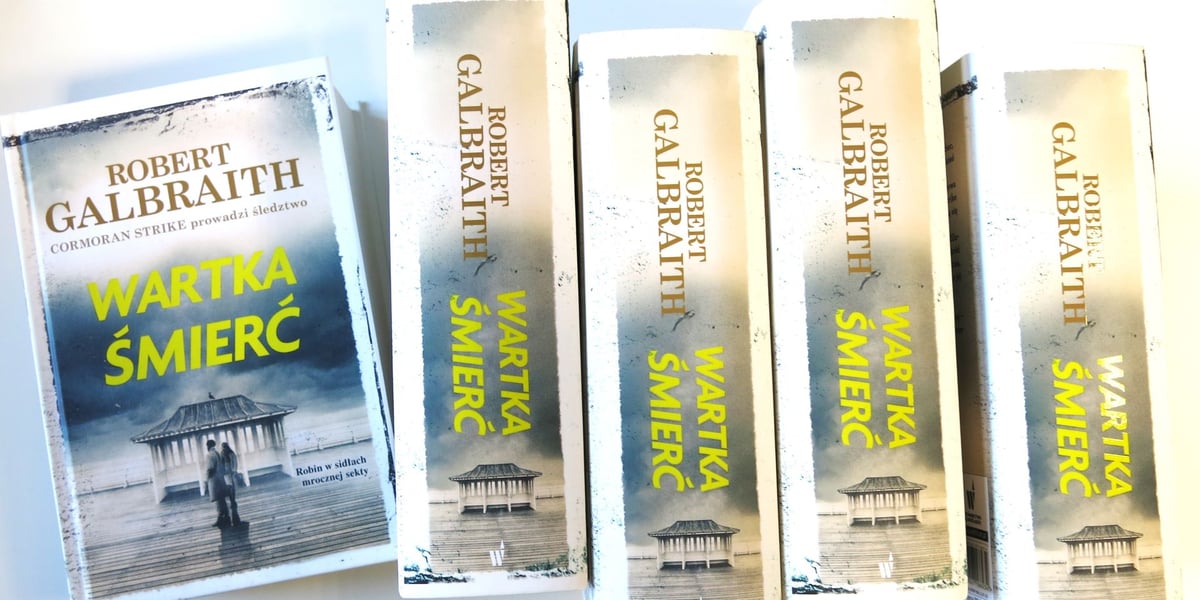 ROBERT
GALBRAITH
CORMORAN STRIKE prowadzi śledztwo
WARTKA
ŚMIERĆ
Robin w sidłach
mrocznej sekty
ROBERT
GALBRAITH
WARTKA
ŚMIERĆ
ROBERT
GALBRAITH
WARTKA
ŚMIERĆ
ROBERT
GALBRAITH
WARTKA
ŚMIERĆ
ROBERT
GALBRAITH
WARTKA
ŚMIERĆ